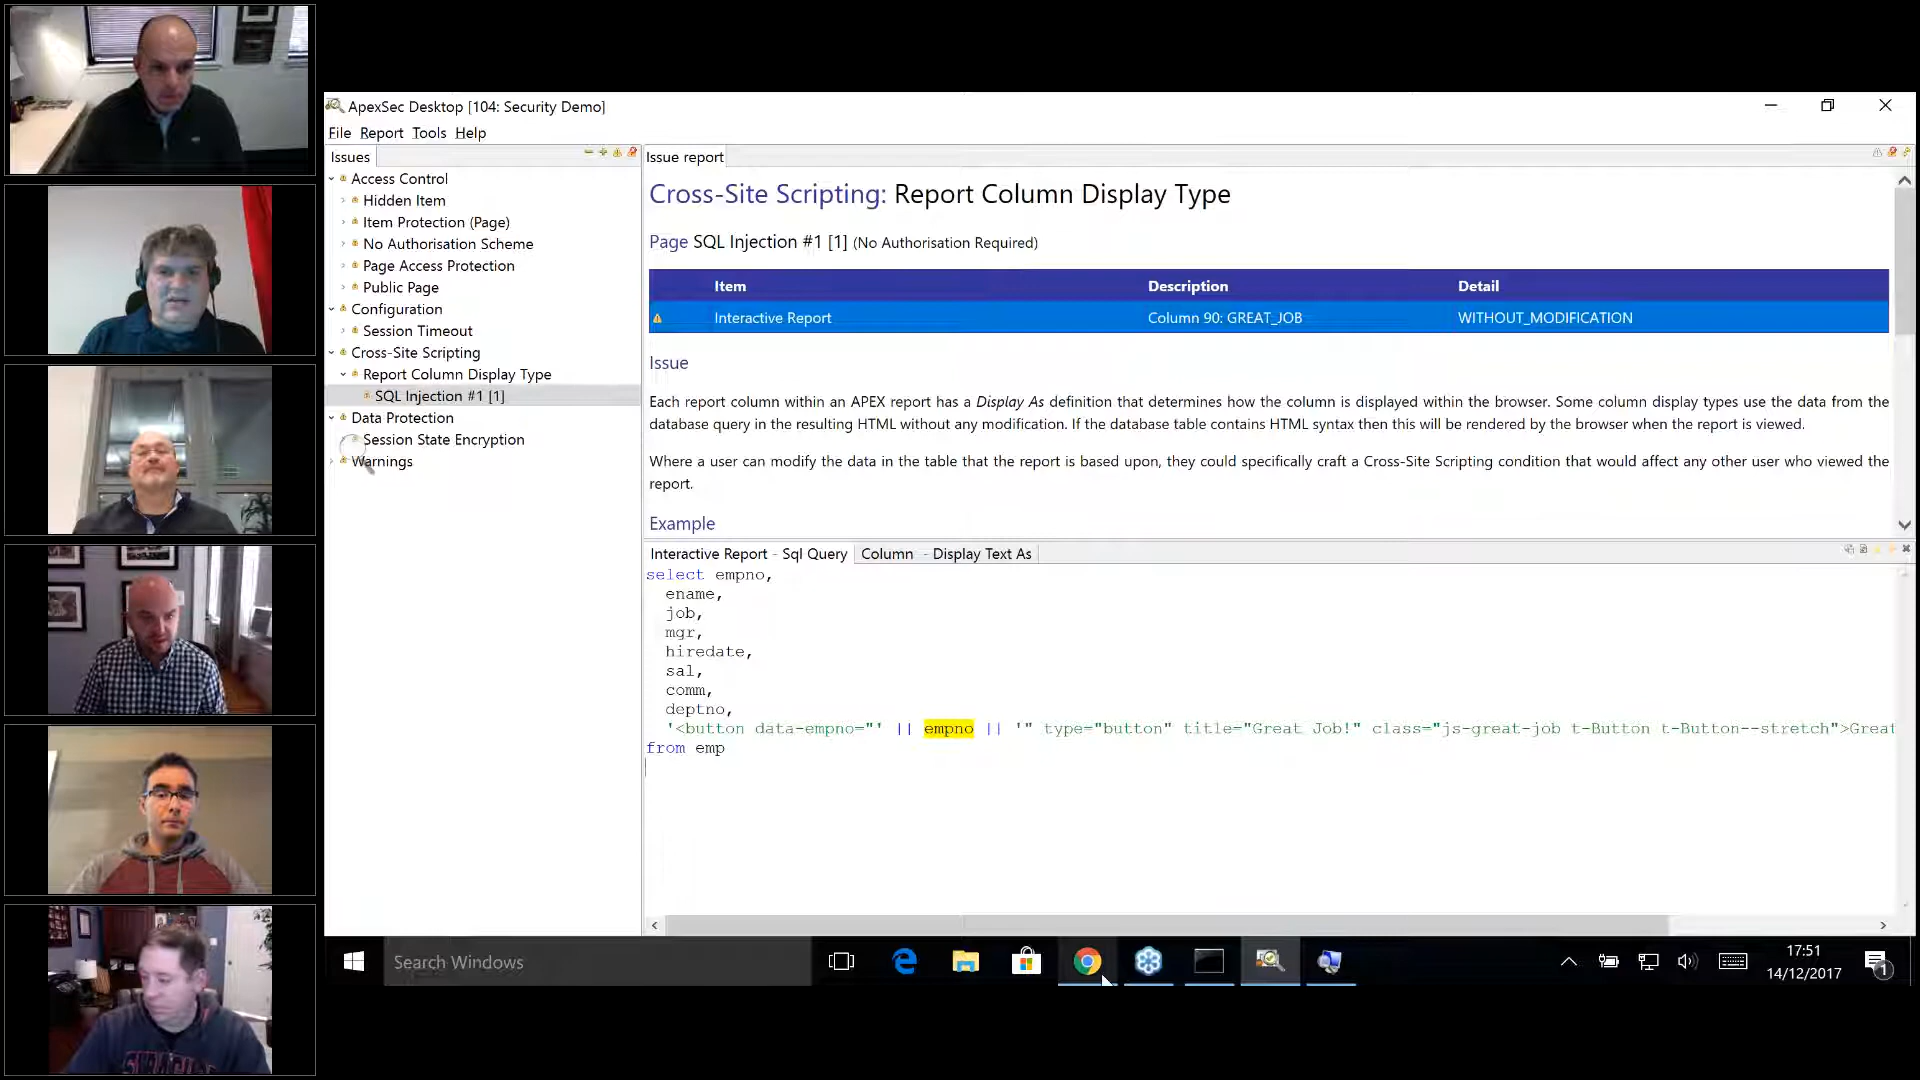 ApexSec Desktop [104: Security Demo]
File Report Tools Help
Issues
Access Control
Hidden Item
Item Protection (Page)
No Authorisation Scheme
Page Access Protection
Public Page
Configuration
Session Timeout
Cross-Site Scripting
Report Column Display Type
SQL Injection #1 [1]
Data Protection
Session State Encryption
Warnings
Issue report
Cross-Site Scripting: Report Column Display Type
Page SQL Injection #1 [1] (No Authorisation Required)
Item Description Detail
Interactive Report Column 90: GREAT_JOB WITHOUT_MODIFICATION
Issue
Each report column within an APEX report has a Display As definition that determines how the column is displayed within the browser. Some column display types use the data from the
database query in the resulting HTML without any modification. If the database table contains HTML syntax then this will be rendered by the browser when the report is viewed.
Where a user can modify the data in the table that the report is based upon, they could specifically craft a Cross-Site Scripting condition that would affect any other user who viewed the
report.
Example
Interactive Report - Sql Query Column - Display Text As
select empno,
ename,
job,
mgr,
hiredate,
sal,
comm,
deptno,
'<button data-empno="' || empno || '" type="button" title="Great Job!" class="js-great-job t-Button t-Button--stretch">Great
from emp
Search Windows
17:51
14/12/2017
1
SYRACUSE